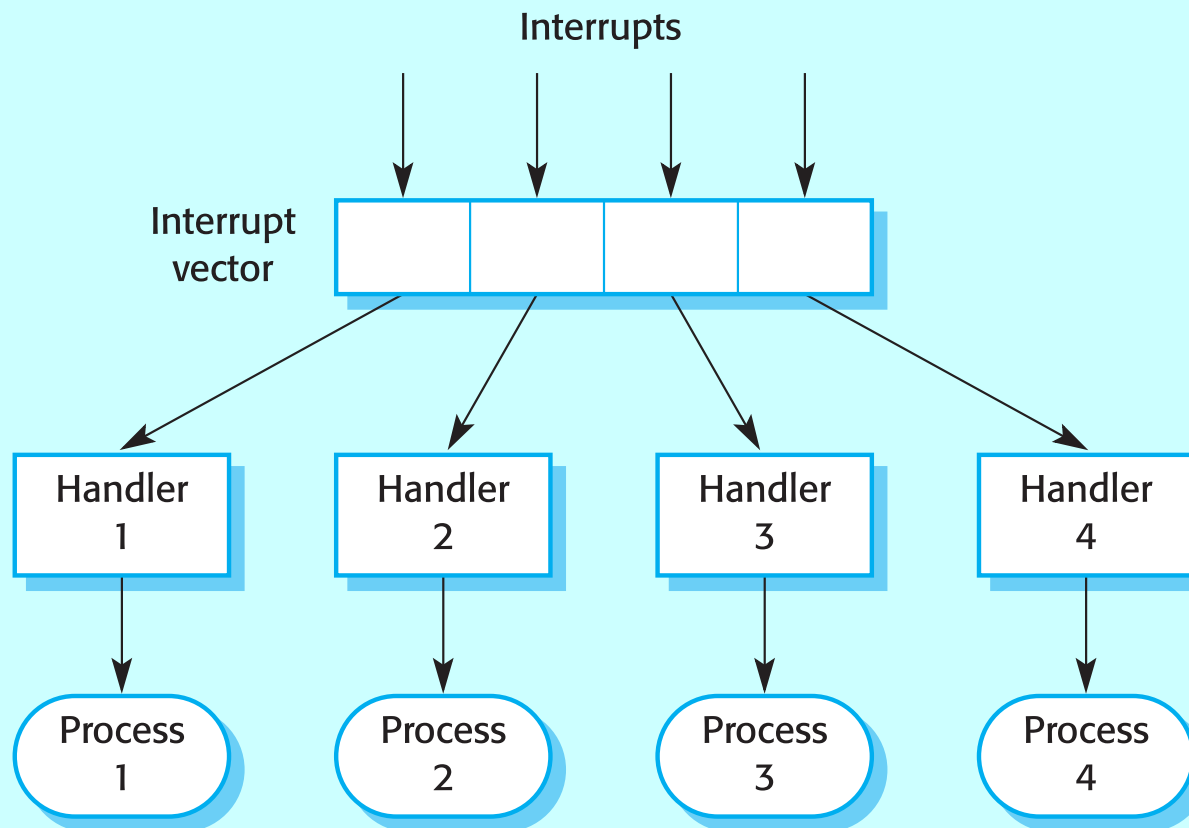 Interrupts
Interrupt
vector
Handler
1
Handler
2
Handler
3
Handler
4
Process
1
Process
2
Process
3
Process
4